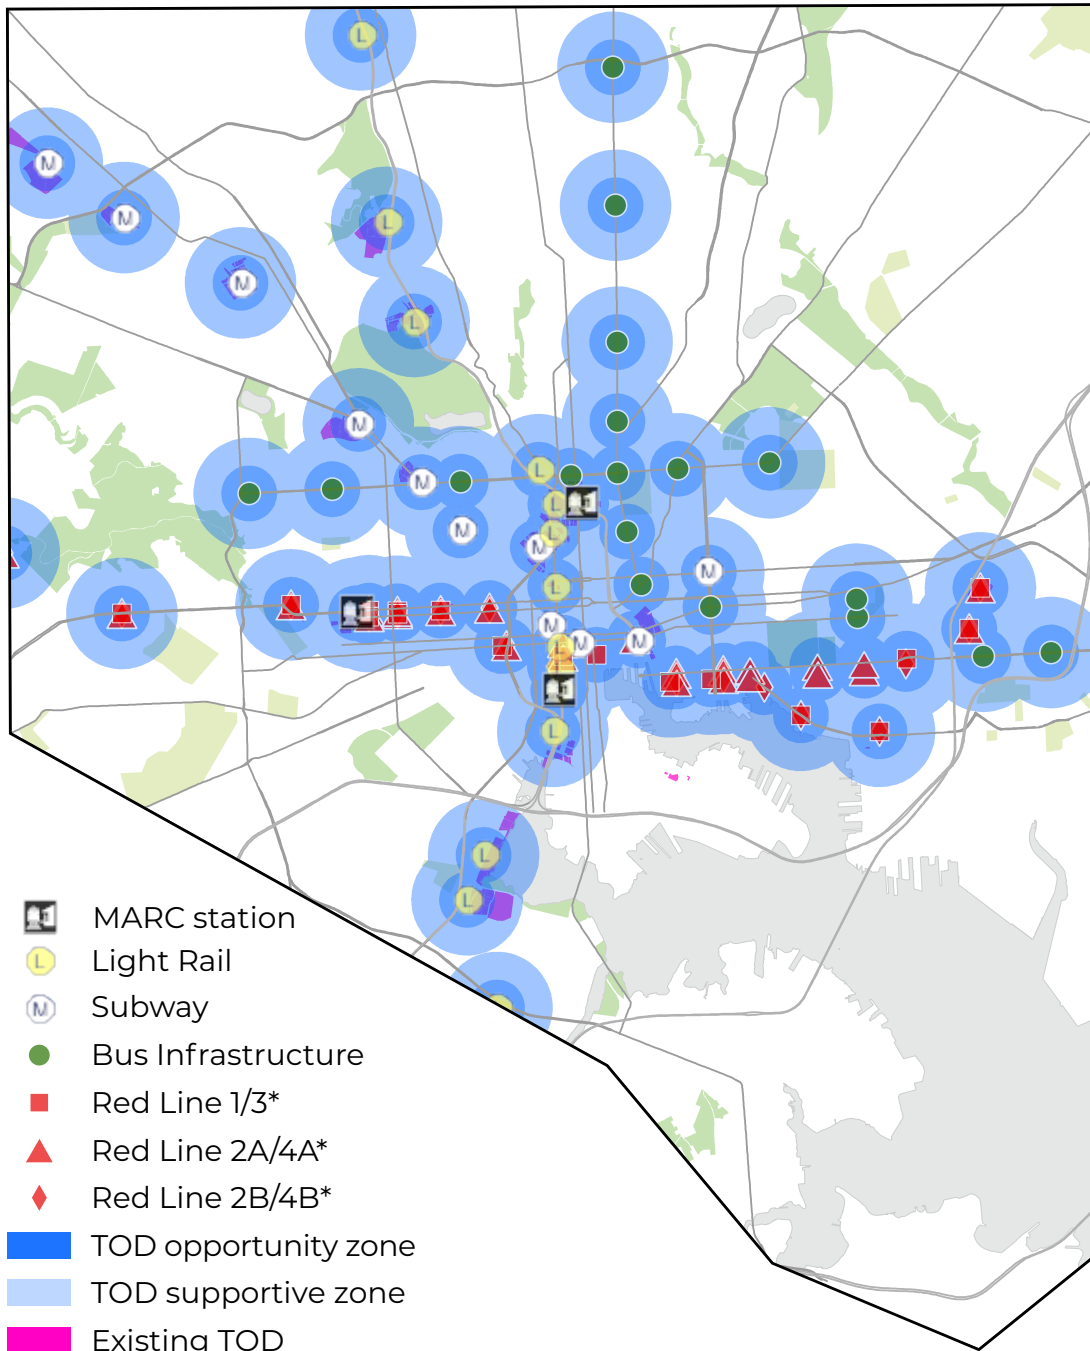 L
L
L
L
L
L
L
L
L
L
L
M
M
M
M
M
M
M
M
M
M
M
MARC station
L Light Rail
M Subway
Bus Infrastructure
Red Line 1/3*
Red Line 2A/4A*
Red Line 2B/4B*
TOD opportunity zone
TOD supportive zone
Existing TOD